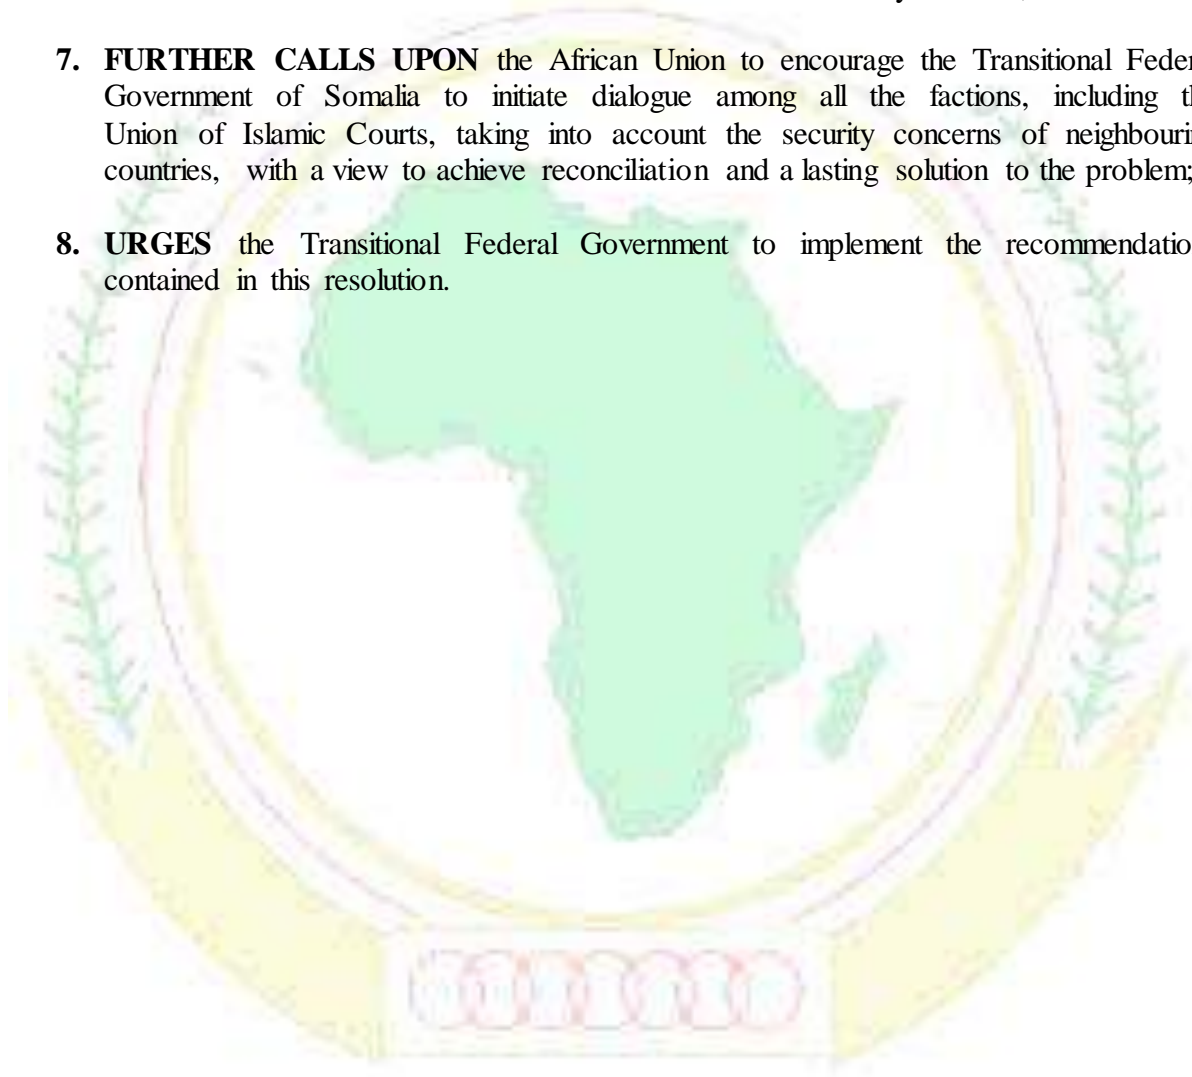 7. FURTHER CALLS UPON the African Union to encourage the Transitional Feder
Government of Somalia to initiate dialogue among all the factions, including th
Union of Islamic Courts, taking into account the security concerns of neighbourin
countries, with a view to achieve reconciliation and a lasting solution to the problem;
8. URGES the Transitional Federal Government to implement the recommendatio
contained in this resolution.